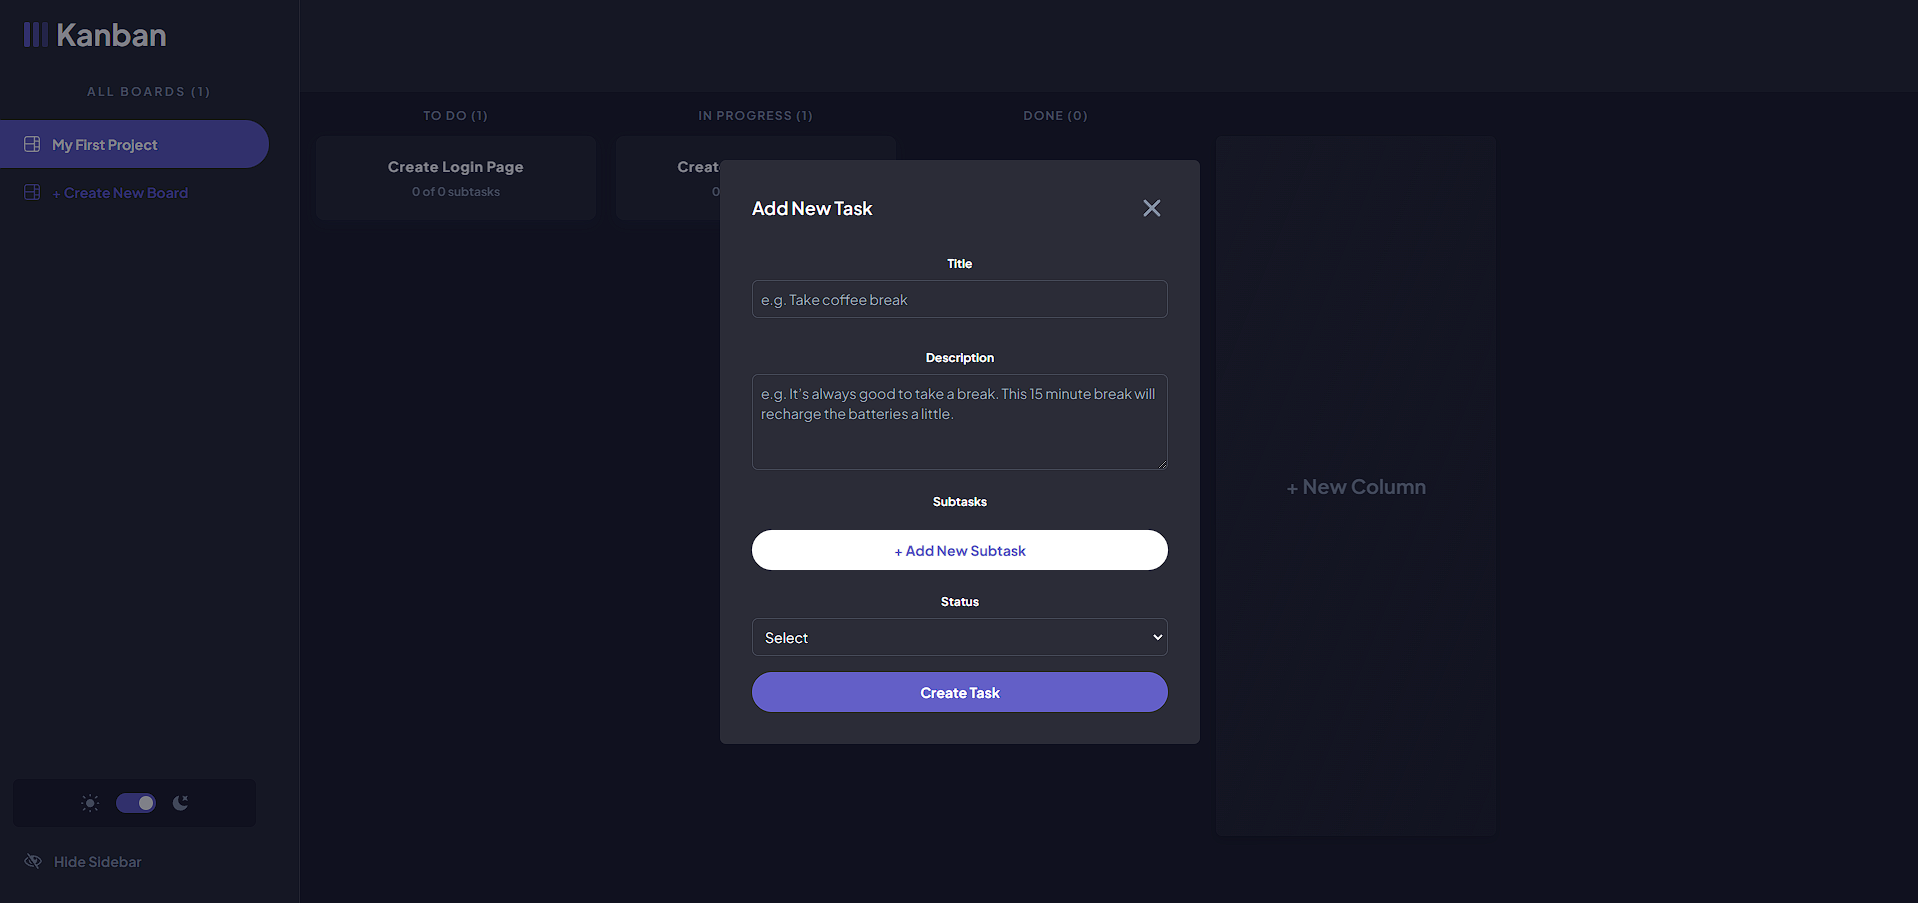 Kanban
ALL BOARDS (1)
My First Project
+ Create New Board
Hide Sidebar
TO DO (1)
Create Login Page
0 of 0 subtasks
IN PROGRESS (1)
Creat
0
DONE (0)
+ New Column
Add New Task
Title
e.g. Take coffee break
Description
e.g. It's always good to take a break. This 15 minute break will
recharge the batteries a little.
Subtasks
+ Add New Subtask
Status
Select
Create Task